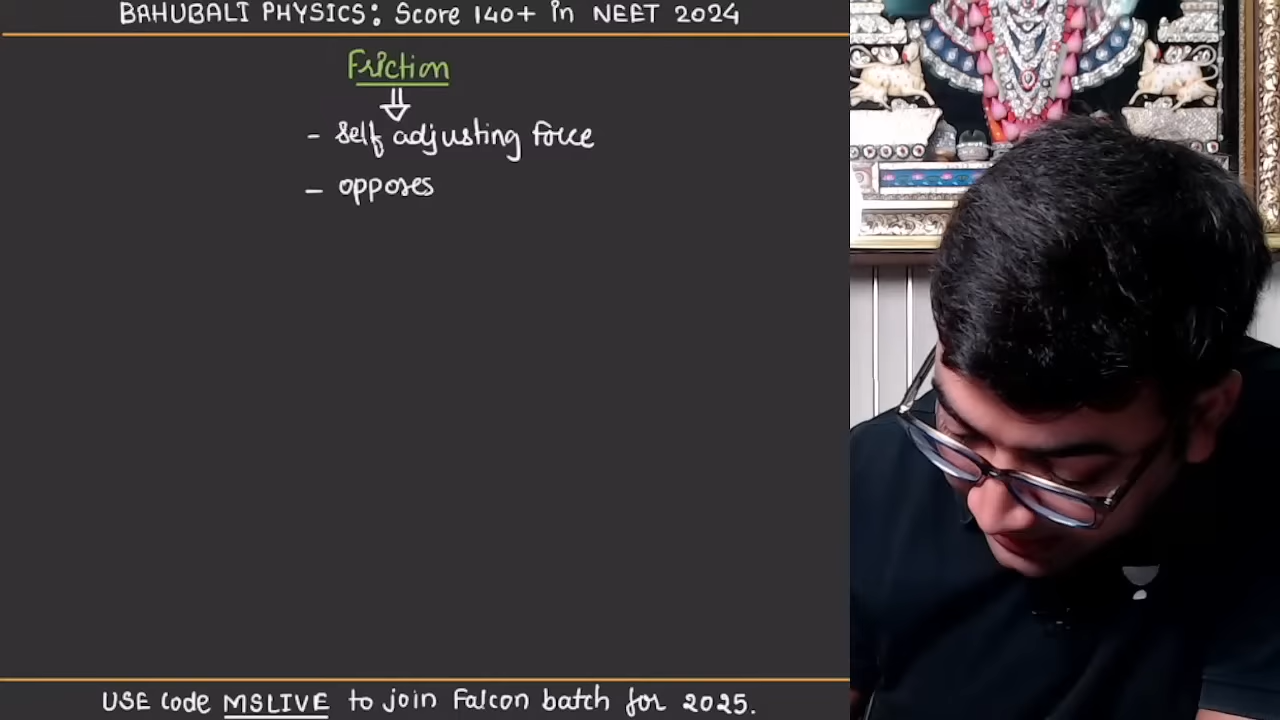 BAHUBALI PHYSICS: Score 140+ in NEET 2024
Friction
- self adjusting force
- opposes
USE code MSLIVE to join Falcon batch for 2025.